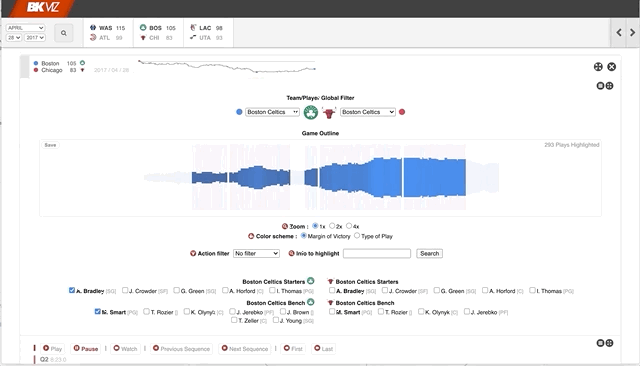 BKVIZ
APRIL
28 2017
WAS 115
ATL 99
BOS 105
CHI 83
LAC 98
UTA 93
Boston 105
Chicago 83
2017 / 04 / 28
Team/Player Global Filter
Boston Celtics
Boston Celtics
Game Outline
Save
293 Plays Highlighted
Zoom : 1x 2x 4x
Color scheme : Margin of Victory Type of Play
Action filter No filter
to highlight
Search
Boston Celtics Starters
A. Bradley [SG] J. Crowder [SF] G. Green [SG] A. Horford [C] I. Thomas [PG]
Boston Celtics Bench
M. Smart [PG] T. Rozier [] K. Olynyk [C] J. Jerebko [PF] J. Brown []
T. Zeller [C] J. Young [SG]
Boston Celtics Starters
A. Bradley [SG] J. Crowder [SF] G. Green [SG] A. Horford [C] I. Thomas [PG]
Boston Celtics Bench
M. Smart [PG] T. Rozier [] K. Olynyk [C] J. Jerebko [PF]
Play Pause Watch Previous Sequence Next Sequence First Last
Q2 8:23.0